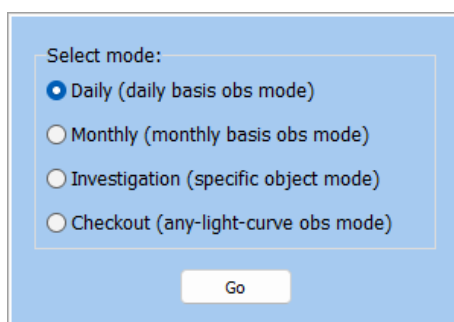 Select mode:
Daily (daily basis obs mode)
Monthly (monthly basis obs mode)
Investigation (specific object mode)
Checkout (any-light-curve obs mode)
Go